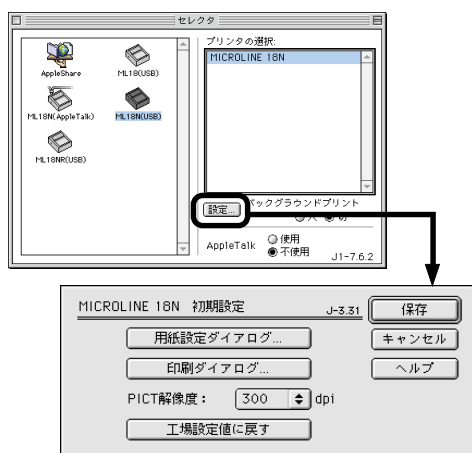 セレクタ
AppleShare
ML18(USB)
ML18N(AppleTalk)
ML18N(USB)
ML18NR(USB)
プリンタの選択:
MICROLINE 18N
設定...
バックグラウンドプリント
入 切
AppleTalk
使用
不使用
J1-7.6.2
MICROLINE 18N 初期設定
J-3.31
保存
用紙設定ダイアログ...
キャンセル
印刷ダイアログ...
ヘルプ
PICT解像度： 300 dpi
工場設定値に戻す